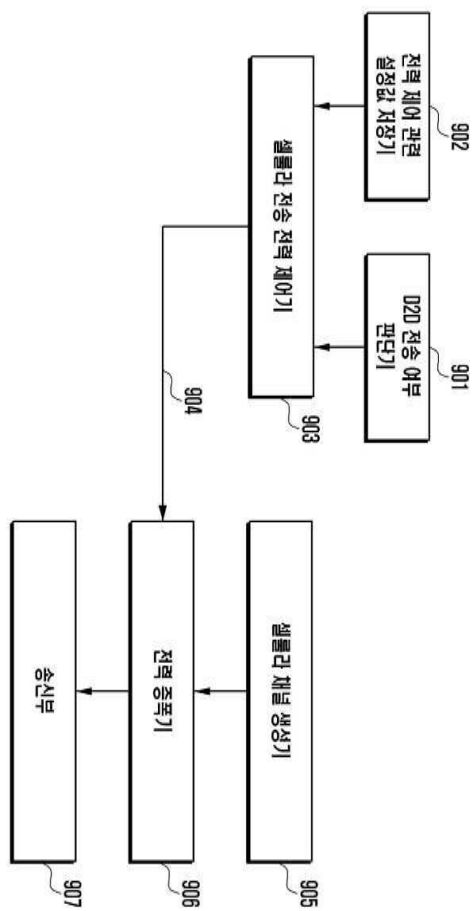 전력 제어 관련
설정값 저장기
902
D2D 전송 여부
판단기
901
셀룰라 전송 전력 제어기
903
904
셀룰라 채널 생성기
905
전력 증폭기
906
송신부
907